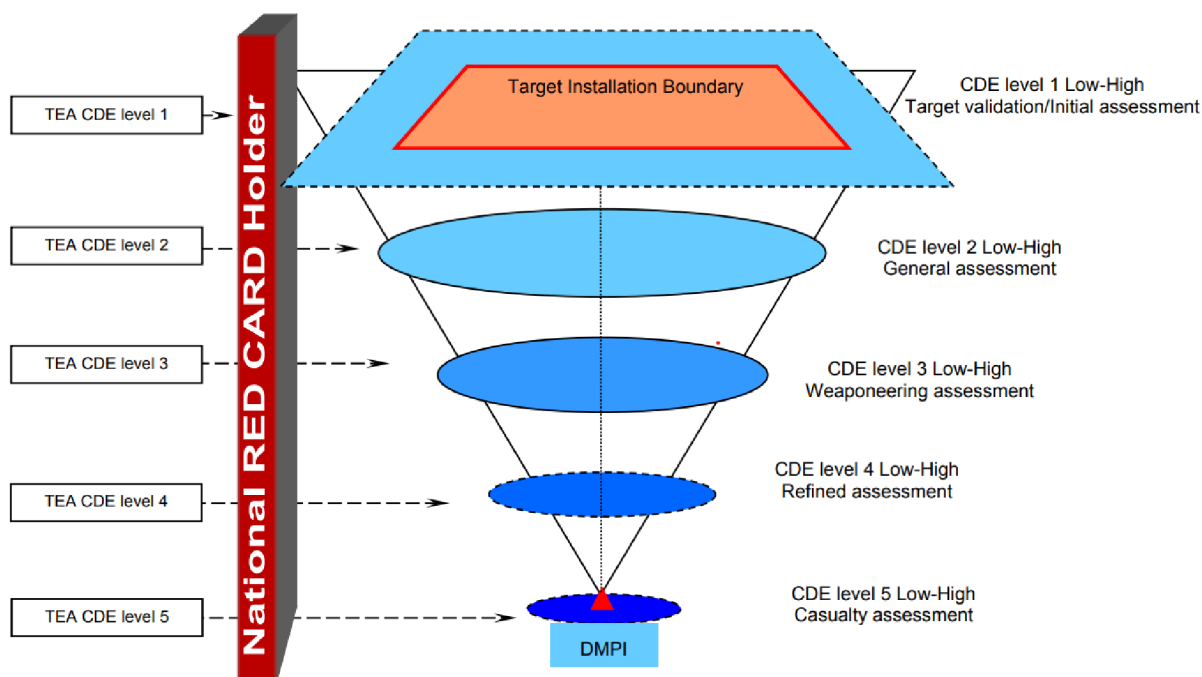 Target Installation Boundary
CDE level 1 Low-High
Target validation/Initial assessment
TEA CDE level 1
National RED CARD Holder
TEA CDE level 2
CDE level 2 Low-High
General assessment
TEA CDE level 3
CDE level 3 Low-High
Weaponeering assessment
TEA CDE level 4
CDE level 4 Low-High
Refined assessment
TEA CDE level 5
CDE level 5 Low-High
Casualty assessment
DMPI